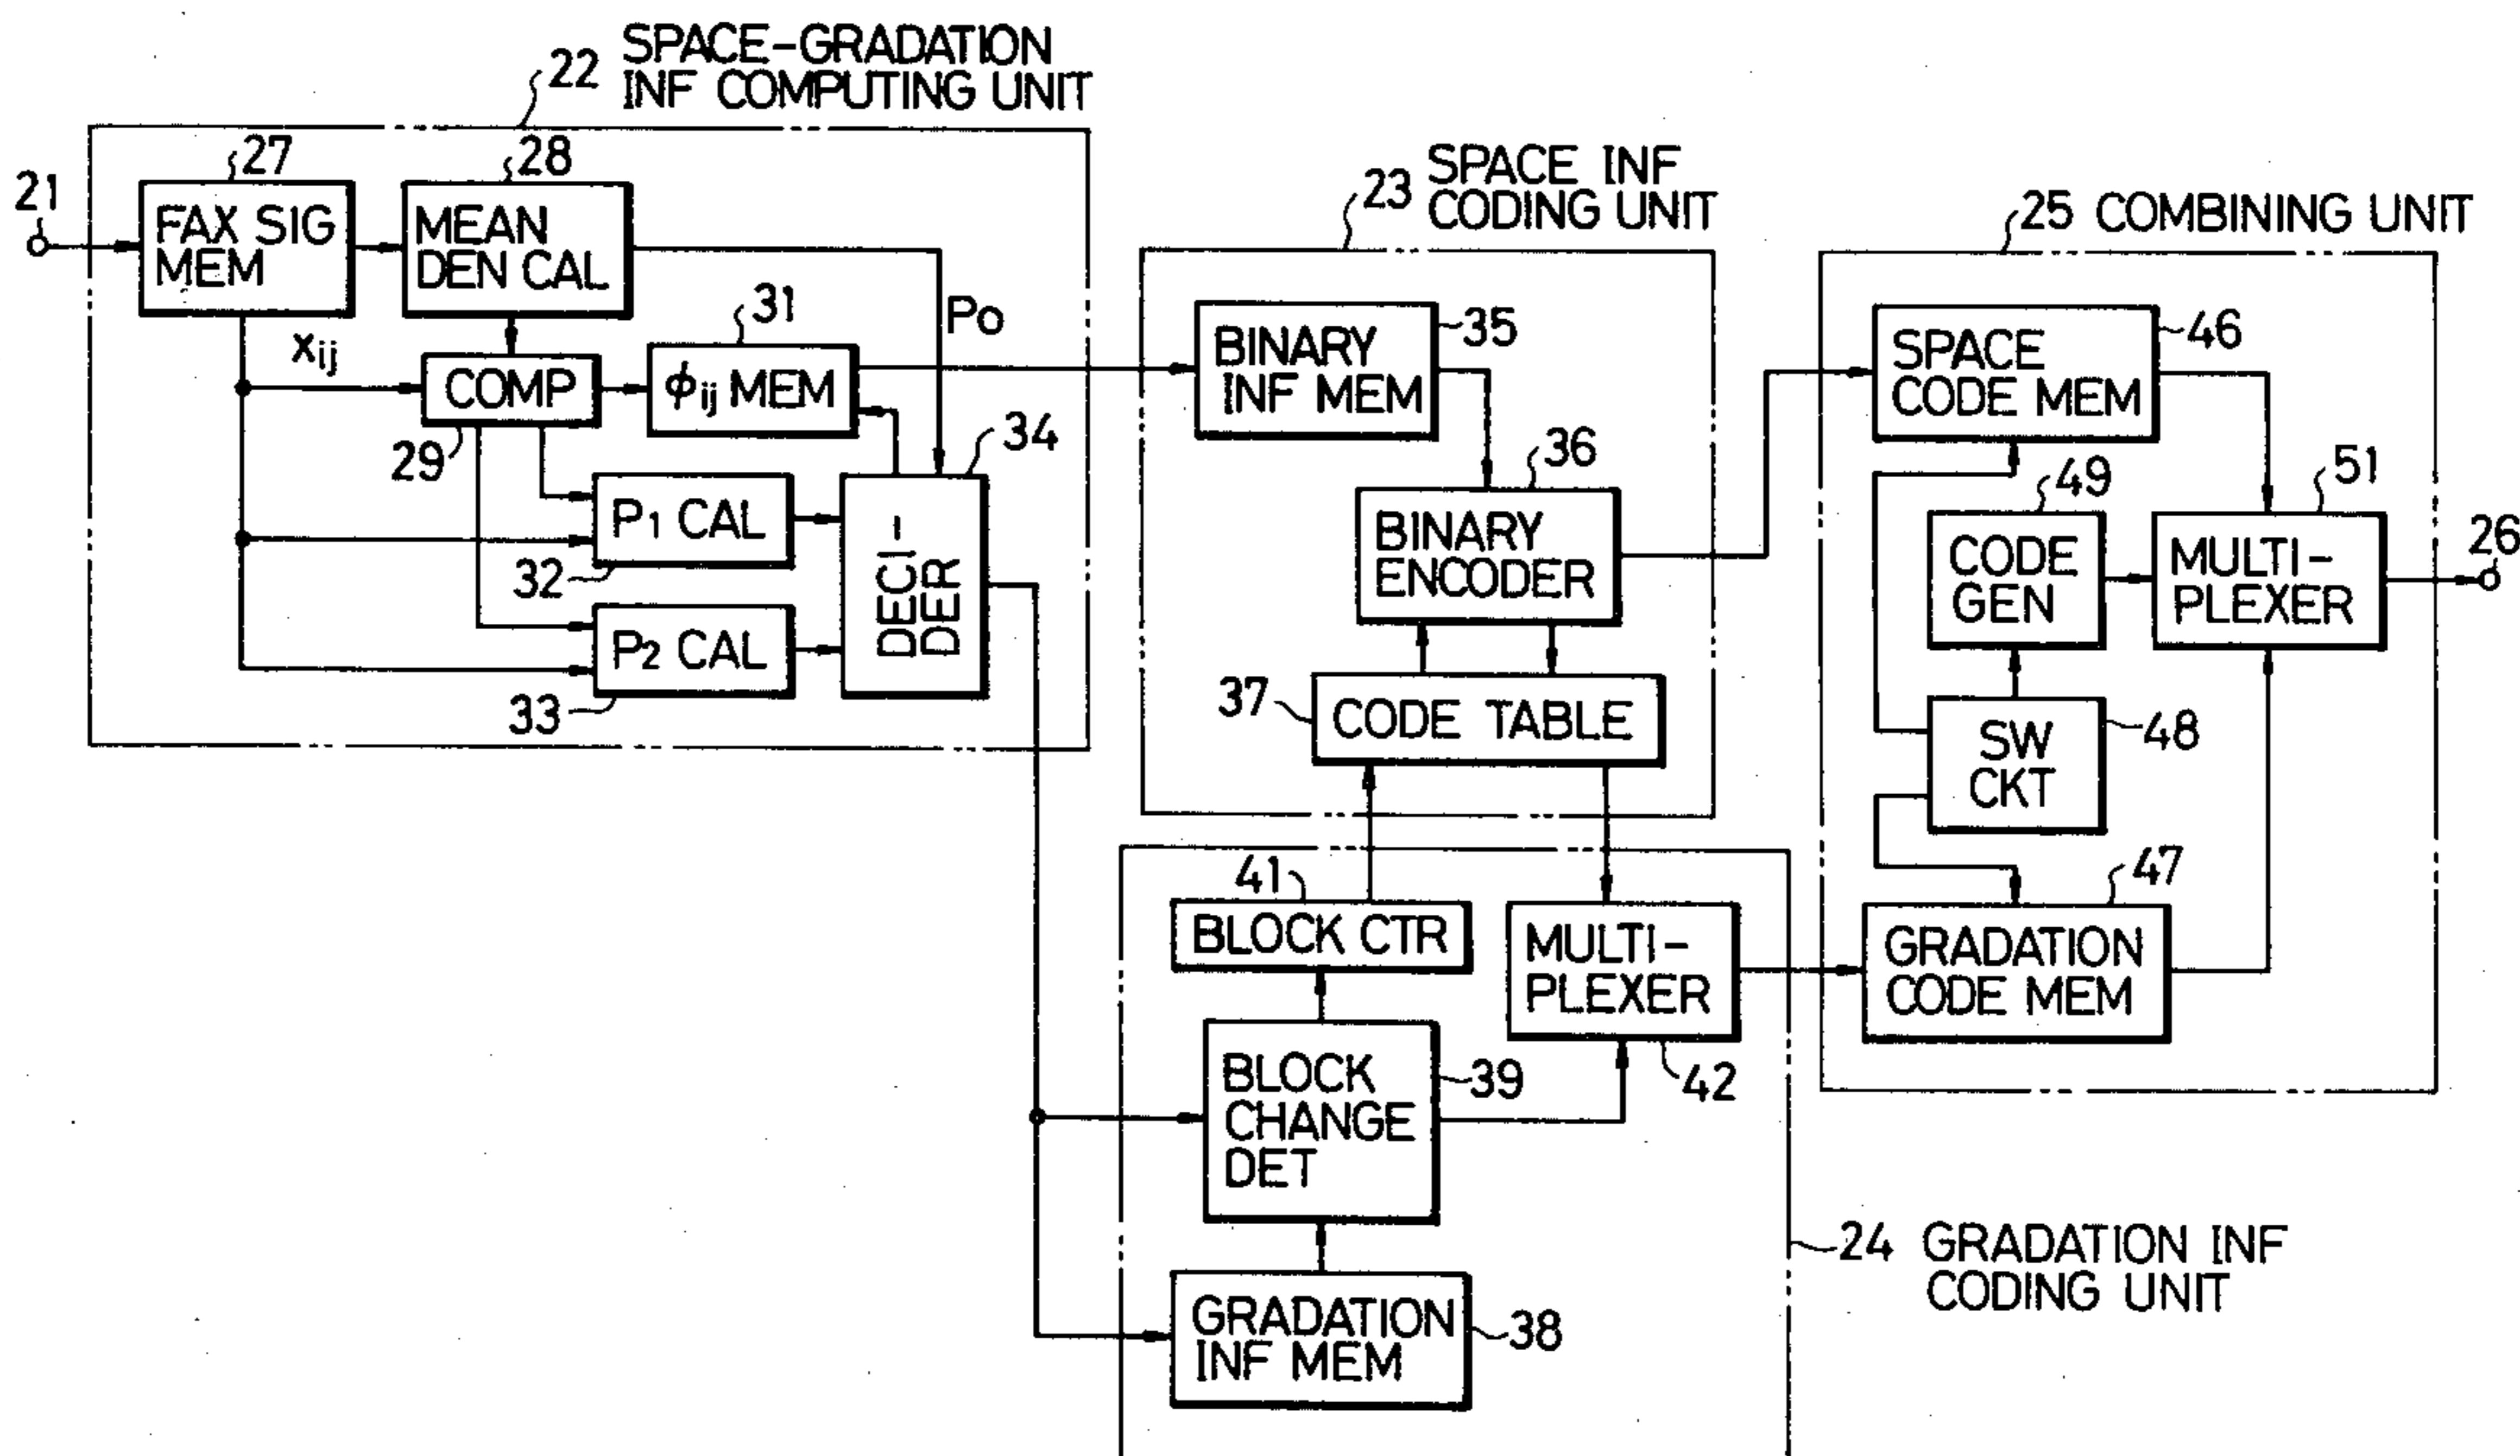 22 SPACE-GRADATION
INF COMPUTING UNIT
21
27
FAX SIG
MEM
28
MEAN
DEN CAL
Po
xij
COMP
29
31
ϕij MEM
34
DECI-
DER
P1 CAL
32
P2 CAL
33
23 SPACE INF
CODING UNIT
BINARY
INF MEM
35
36
BINARY
ENCODER
37
CODE TABLE
25 COMBINING UNIT
SPACE
CODE MEM
46
49
CODE
GEN
51
MULTI-
PLEXER
26
SW
CKT
48
47
GRADATION
CODE MEM
41
BLOCK CTR
MULTI-
PLEXER
42
BLOCK
CHANGE
DET
39
GRADATION
INF MEM
38
24 GRADATION INF
CODING UNIT